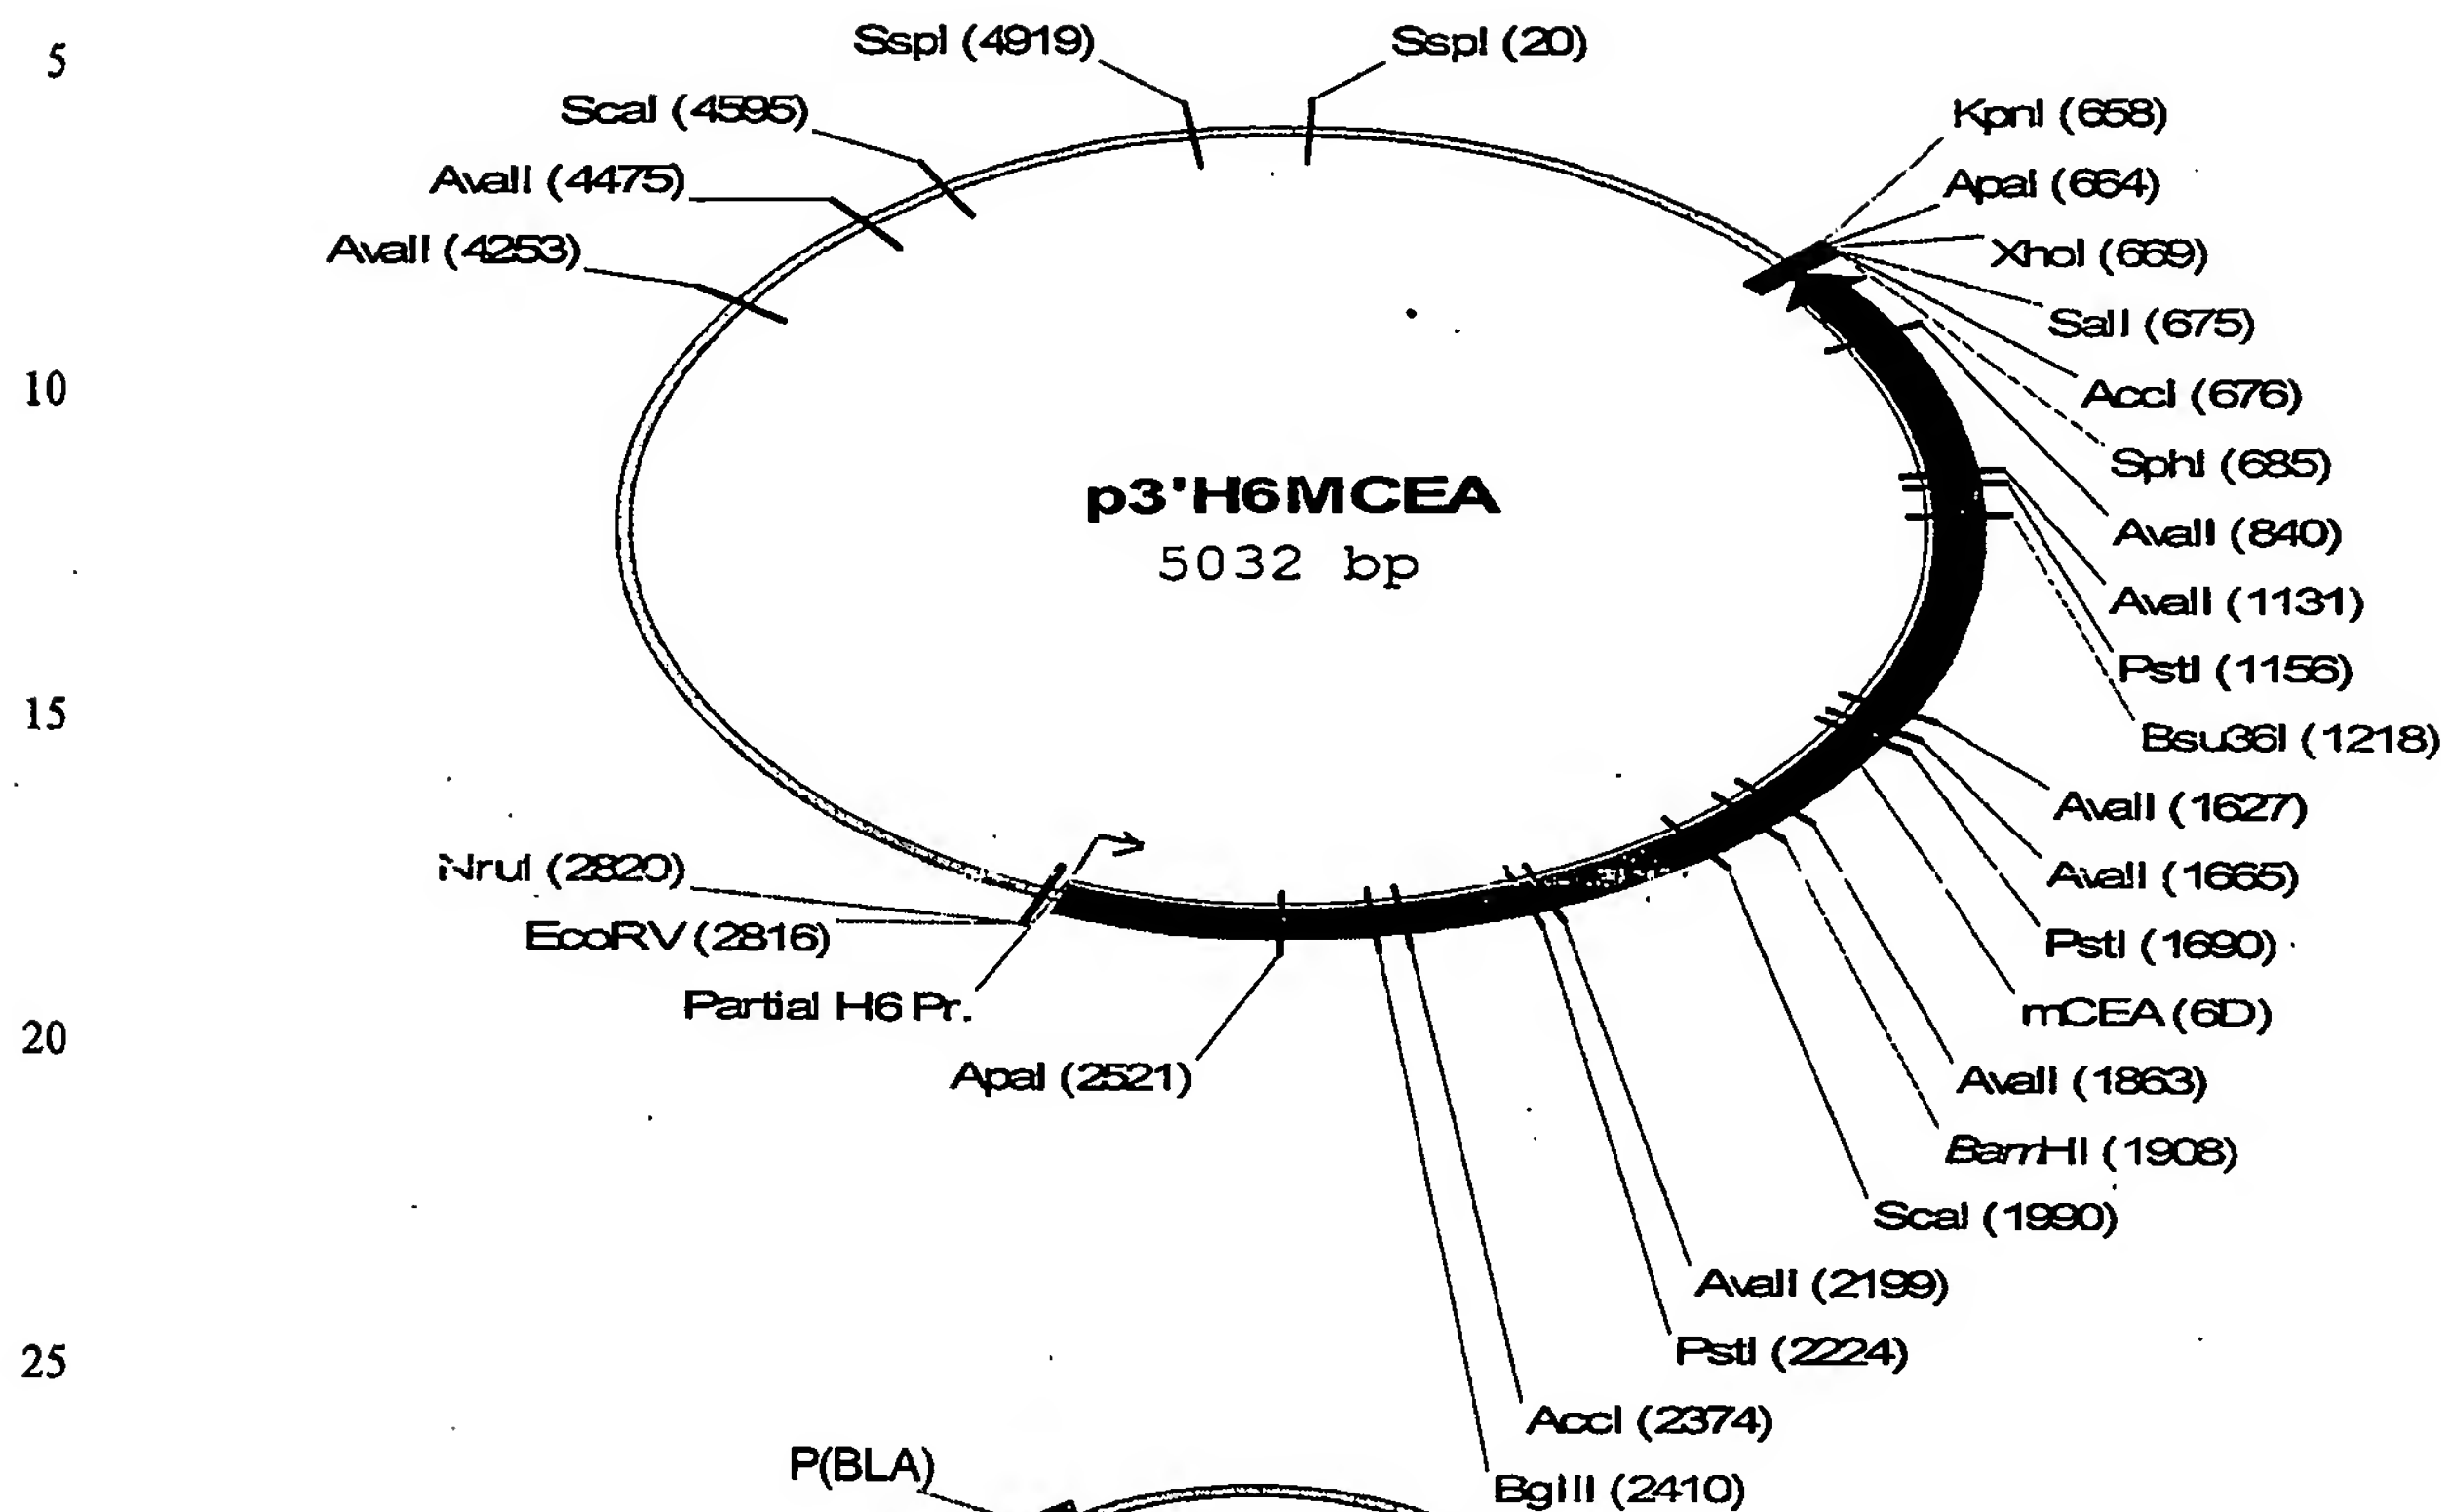 5
SspI (4919)
SspI (20)
ScaI (4595)
KpnI (658)
AvaII (4475)
ApaI (664)
AvaII (4253)
XhoI (669)
SalI (675)
10
AccI (676)
SphI (685)
p3'H6MCEA
5032 bp
AvaII (840)
AvaII (1131)
PstI (1156)
15
Bsu36I (1218)
AvaII (1627)
NruI (2820)
AvaII (1665)
EcoRV (2816)
PstI (1690)
Partial H6 Pr.
mCEA (6D)
20
ApaI (2521)
AvaII (1863)
BamHI (1908)
ScaI (1990)
AvaII (2199)
25
PstI (2224)
AccI (2374)
P(BLA)
BglII (2410)